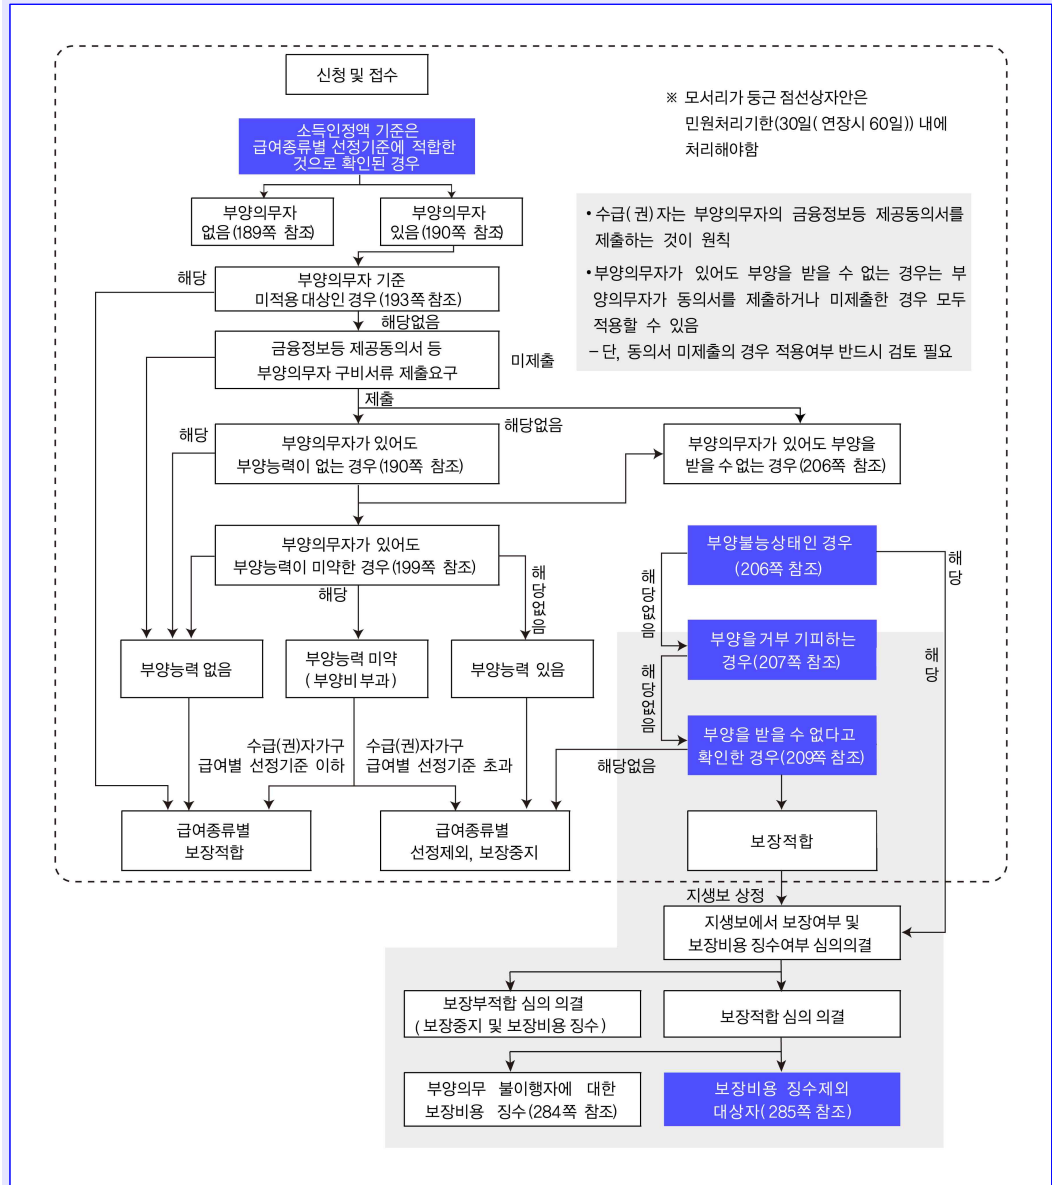 신청 및 접수
※ 모서리가 둥근 점선상자안은
민원처리기한(30일( 연장시 60일)) 내에
처리해야함
소득인정액 기준은
급여종류별 선정기준에 적합한
것으로 확인된 경우
부양의무자
없음(189쪽 참조)
부양의무자
있음(190쪽 참조)
• 수급(권)자는 부양의무자의 금융정보등 제공동의서를
제출하는 것이 원칙
•부양의무자가 있어도 부양을 받을 수 없는 경우는 부
양의무자가 동의서를 제출하거나 미제출한 경우 모두
적용할 수 있음
– 단, 동의서 미제출의 경우 적용여부 반드시 검토 필요
해당
부양의무자 기준
미적용 대상인 경우(193쪽 참조)
해당없음
금융정보등 제공동의서 등
부양의무자 구비서류 제출요구
미제출
제출
해당없음
해당
부양의무자가 있어도
부양능력이 없는 경우(190쪽 참조)
부양의무자가 있어도 부양을
받을 수 없는 경우(206쪽 참조)
부양의무자가 있어도
부양능력이 미약한 경우(199쪽 참조)
해당
해당없음
부양불능상태인 경우
(206쪽 참조)
해당
해당없음
부양능력 없음
부양능력 미약
( 부양비 부과)
부양능력 있음
부양을 거부 기피하는
경우(207쪽 참조)
해당
해당없음
수급(권)자가구
급여별 선정기준 이하
수급(권)자가구
급여별 선정기준 초과
부양을 받을 수 없다고
확인한 경우(209쪽 참조)
해당없음
급여종류별
보장적합
급여종류별
선정제외, 보장중지
보장적합
지생보 상정
지생보에서 보장여부 및
보장비용 징수여부 심의의결
보장부적합 심의 의결
( 보장중지 및 보장비용 징수 )
보장적합 심의 의결
부양의무 불이행자에 대한
보장비용 징수(284쪽 참조)
보장비용 징수제외
대상자( 285쪽 참조)